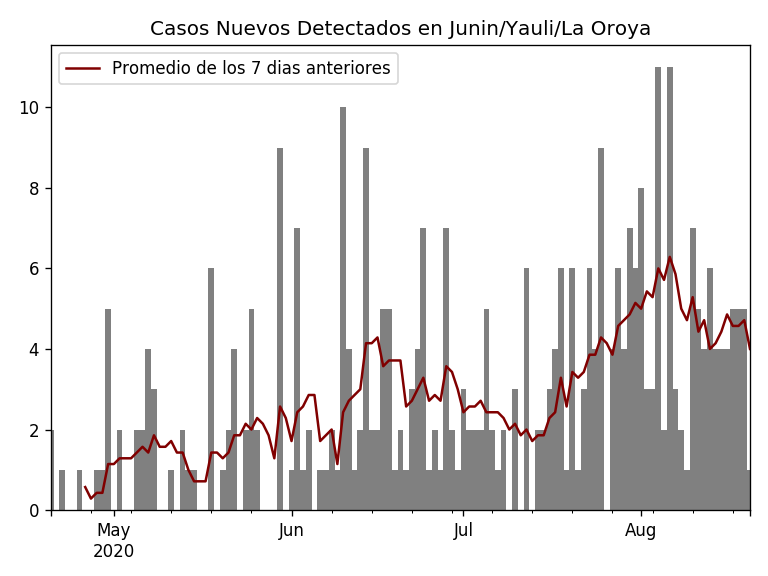 Casos Nuevos Detectados en Junin/Yauli/La Oroya
Promedio de los 7 dias anteriores
10
8
6
4
2
0
May
Jun
Jul
Aug
2020